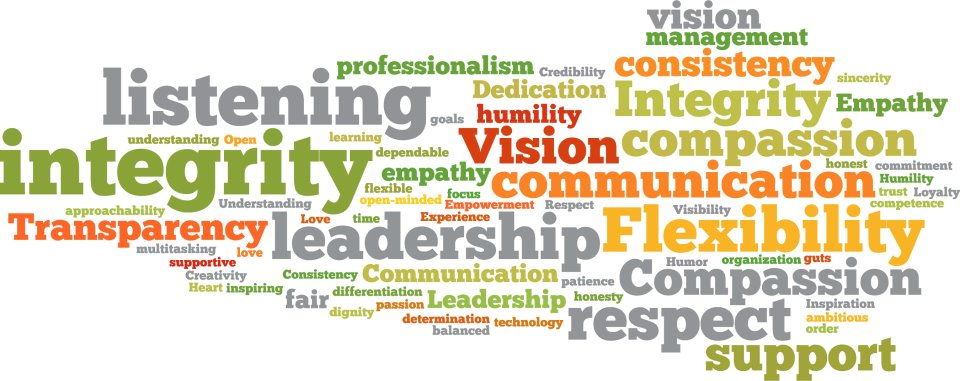 vision
management
professionalism
Credibility
consistency
sincerity
listening
Dedication
Integrity
Empathy
goals
humility
understanding
Open
learning
Vision
compassion
integrity
dependable
empathy
communication
honest
commitment
Humility
flexible
focus
trust
Loyalty
open-minded
Empowerment
Respect
competence
approachability
Understanding
Love
time
Experience
Visibility
Transparency
leadership
Flexibility
multitasking
love
supportive
Humor
organization
guts
Creativity
Consistency
Communication
patience
Compassion
Heart
inspiring
fair
differentiation
Leadership
honesty
passion
dignity
respect
Inspiration
determination
technology
ambitious
balanced
order
support